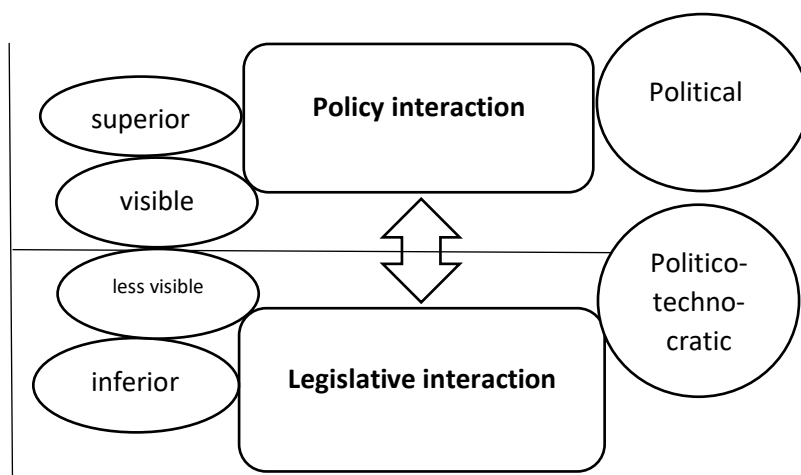 superior
Policy interaction
Political
visible
less visible
Politico-
techno-
cratic
inferior
Legislative interaction